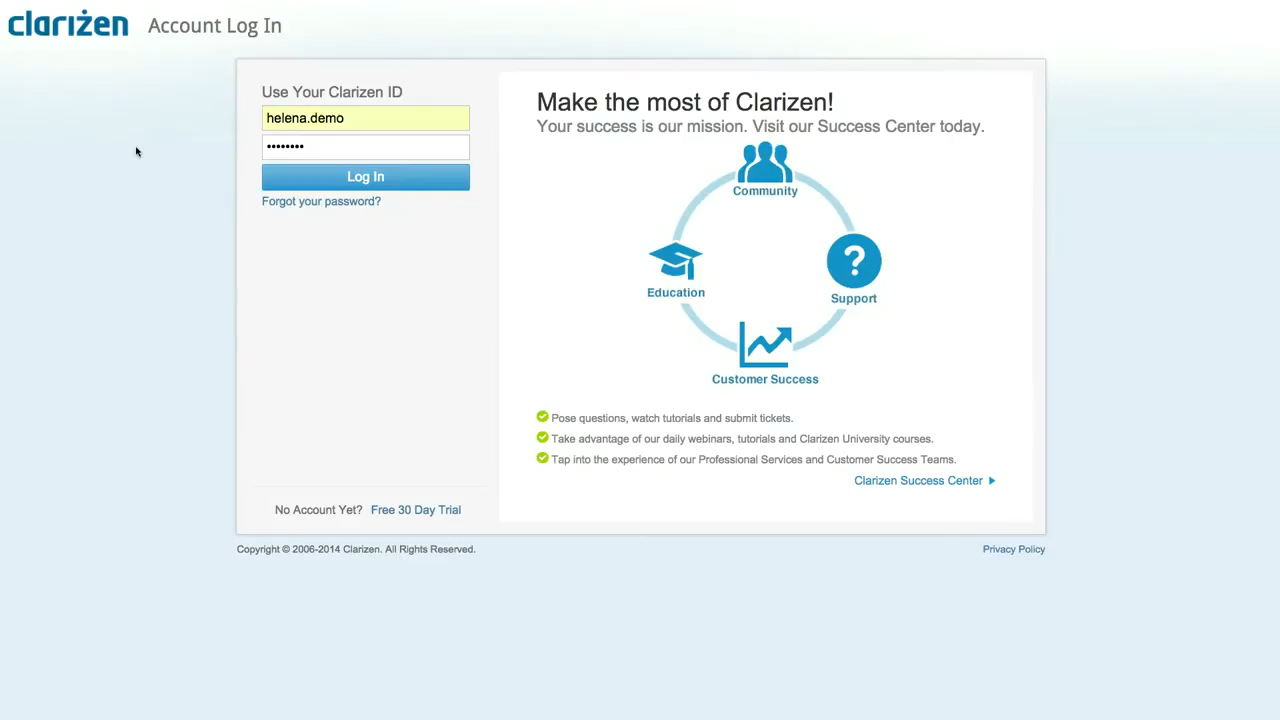 clarizen Account Log In
Use Your Clarizen ID
helena.demo
••••••••
Log In
Forgot your password?
No Account Yet? Free 30 Day Trial
Make the most of Clarizen!
Your success is our mission. Visit our Success Center today.
Community
Education
?
Support
Customer Success
Pose questions, watch tutorials and submit tickets.
Take advantage of our daily webinars, tutorials and Clarizen University courses.
Tap into the experience of our Professional Services and Customer Success Teams.
Clarizen Success Center
Copyright © 2006-2014 Clarizen. All Rights Reserved.
Privacy Policy